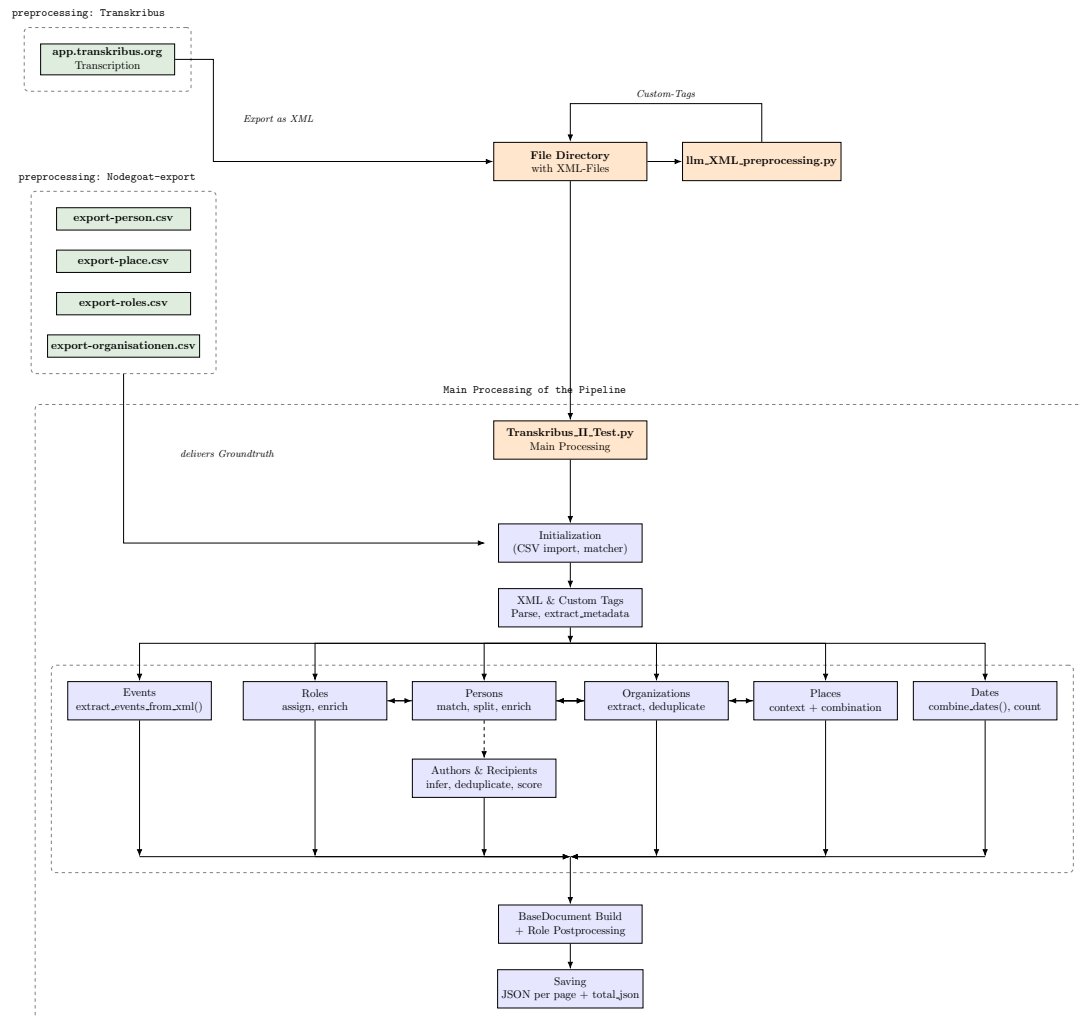 preprocessing: Transkribus
app.transkribus.org
Transcription
Custom-Tags
Export as XML
File Directory
with XML-Files
llm_XML_preprocessing.py
preprocessing: Nodegoat-export
export-person.csv
export-place.csv
export-roles.csv
export-organisationen.csv
Main Processing of the Pipeline
Transkribus_II_Test.py
Main Processing
delivers Groundtruth
Initialization
(CSV import, matcher)
XML & Custom Tags
Parse, extract_metadata
Events
extract_events_from_xml()
Roles
assign, enrich
Persons
match, split, enrich
Organizations
extract, deduplicate
Places
context + combination
Dates
combine_dates(), count
Authors & Recipients
infer, deduplicate, score
BaseDocument Build
+ Role Postprocessing
Saving
JSON per page + total_json